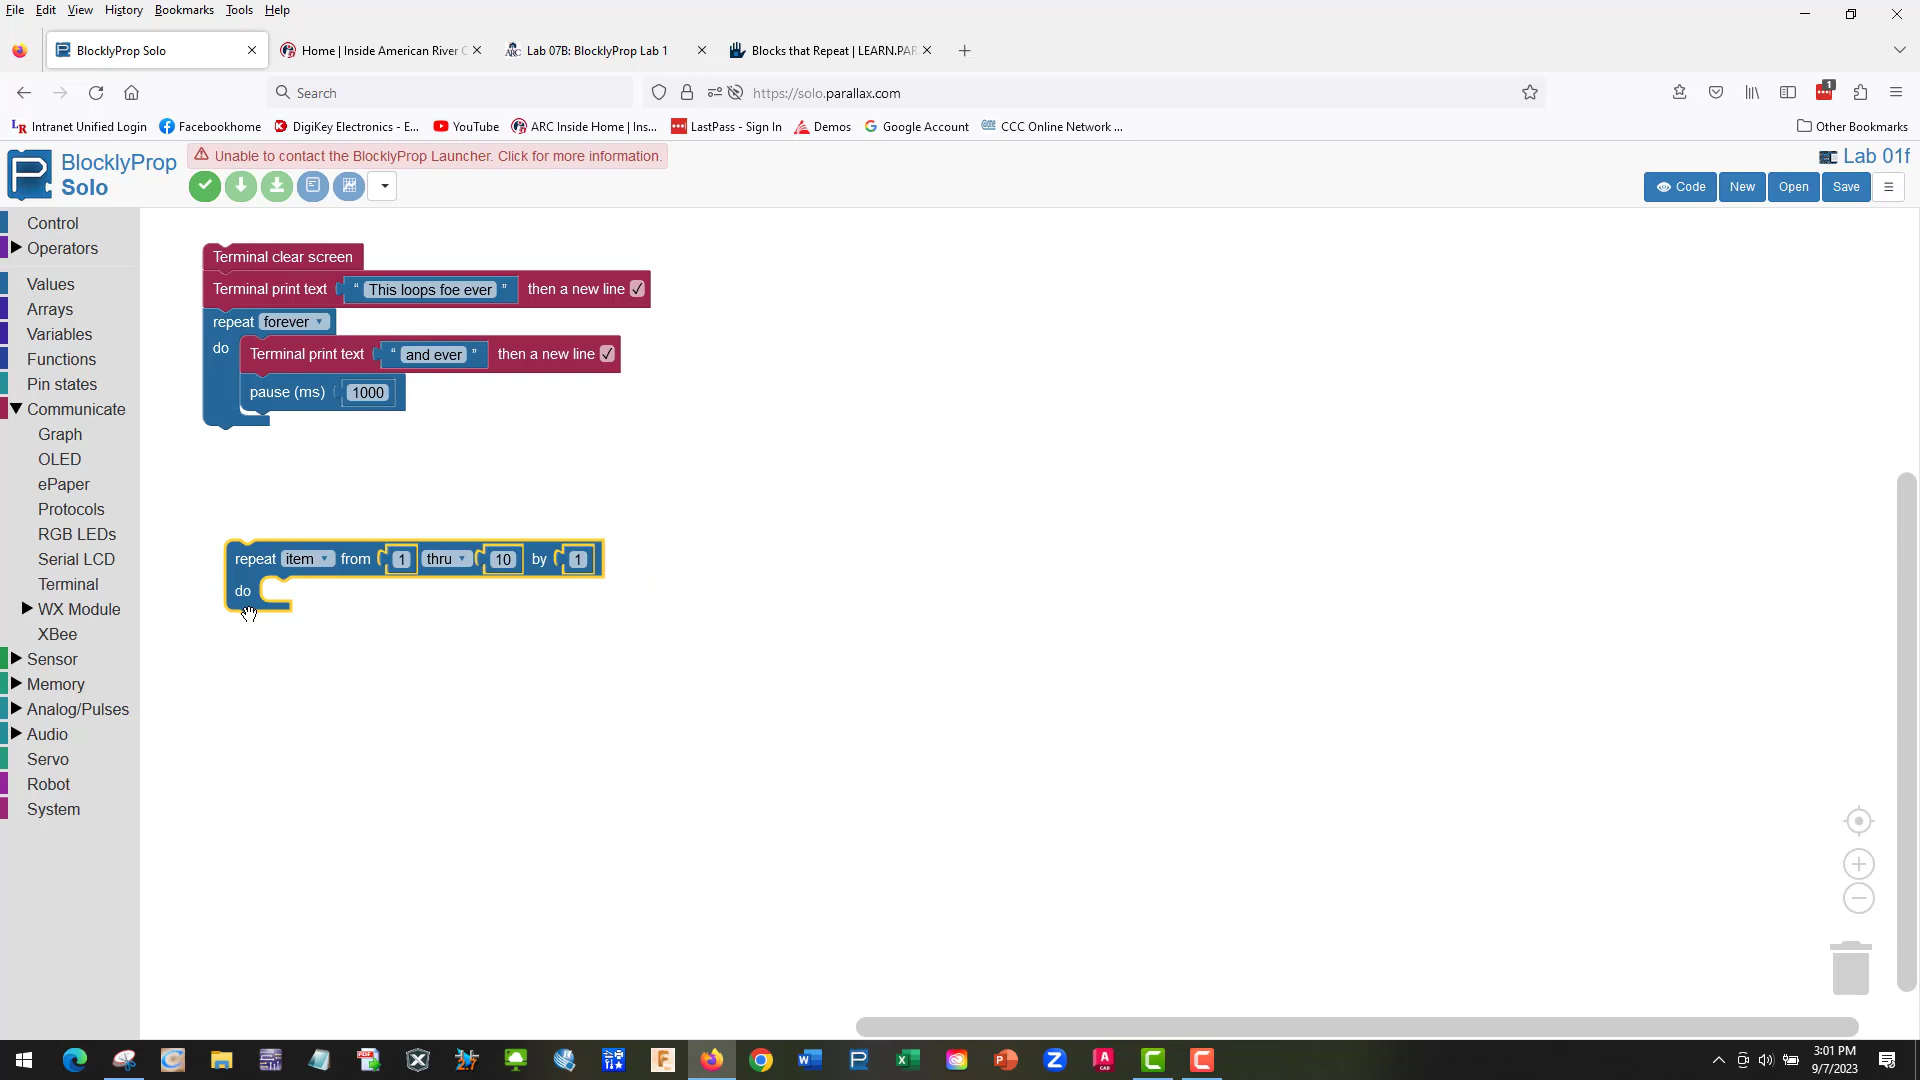 File Edit View History Bookmarks Tools Help
BlocklyProp Solo
Home | Inside American River C
Lab 07B: BlocklyProp Lab 1
Blocks that Repeat | LEARN.PAR
Search
https://solo.parallax.com
1
Intranet Unified Login
Facebookhome
DigiKey Electronics - E...
YouTube
ARC Inside Home | Ins...
LastPass - Sign In
Demos
Google Account
CCC Online Network ...
Other Bookmarks
BlocklyProp
Solo
Unable to contact the BlocklyProp Launcher. Click for more information.
Lab 01f
Code
New
Open
Save
Control
Operators
Values
Arrays
Variables
Functions
Pin states
Communicate
Graph
OLED
ePaper
Protocols
RGB LEDs
Serial LCD
Terminal
WX Module
XBee
Sensor
Memory
Analog/Pulses
Audio
Servo
Robot
System
Terminal clear screen
Terminal print text “ This loops foe ever ” then a new line
repeat forever
do Terminal print text “ and ever ” then a new line
pause (ms) 1000
repeat item from 1 thru 10 by 1
do
3:01 PM
9/7/2023